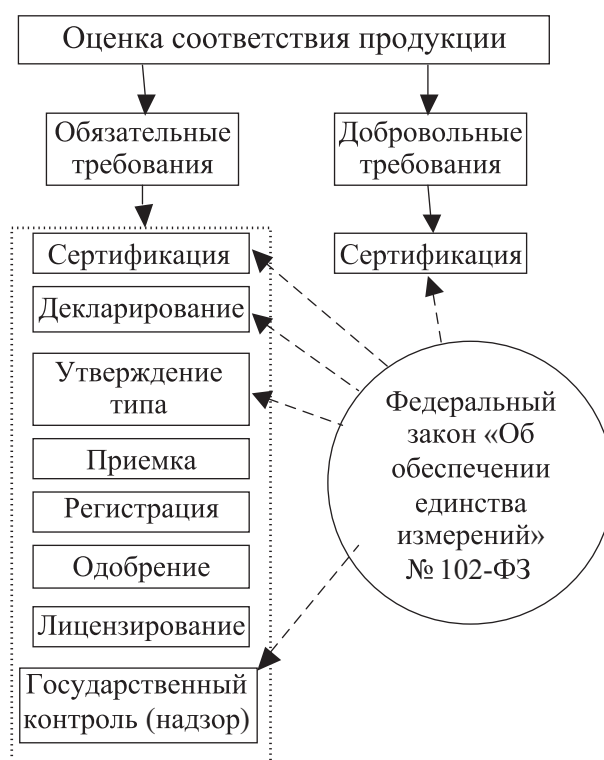 Оценка соответствия продукции
Обязательные
требования
Добровольные
требования
Сертификация
Декларирование
Утверждение
типа
Приемка
Регистрация
Одобрение
Лицензирование
Государственный
контроль (надзор)
Сертификация
Федеральный
закон «Об
обеспечении
единства
измерений»
№ 102-ФЗ